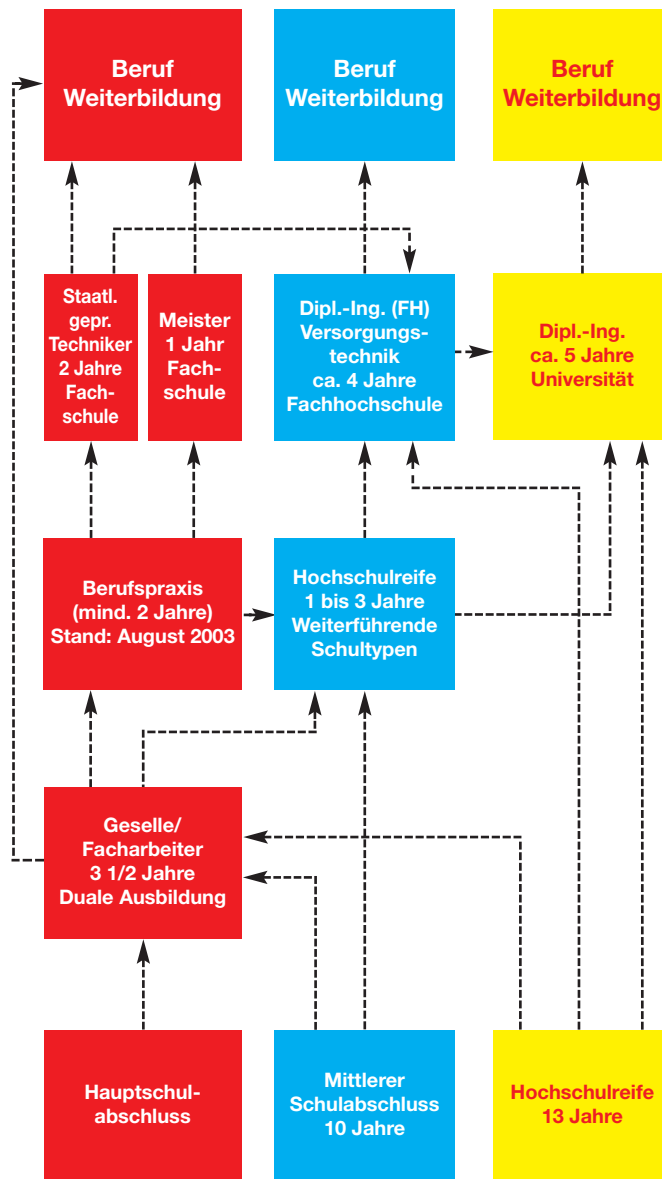 Beruf
Weiterbildung
Beruf
Weiterbildung
Beruf
Weiterbildung
Staatl.
gepr.
Techniker
2 Jahre
Fach-
schule
Meister
1 Jahr
Fach-
schule
Dipl.-Ing. (FH)
Versorgungs-
technik
ca. 4 Jahre
Fachhochschule
Dipl.-Ing.
ca. 5 Jahre
Universität
Berufspraxis
(mind. 2 Jahre)
Stand: August 2003
Hochschulreife
1 bis 3 Jahre
Weiterführende
Schultypen
Geselle/
Facharbeiter
3 1/2 Jahre
Duale Ausbildung
Hauptschul-
abschluss
Mittlerer
Schulabschluss
10 Jahre
Hochschulreife
13 Jahre